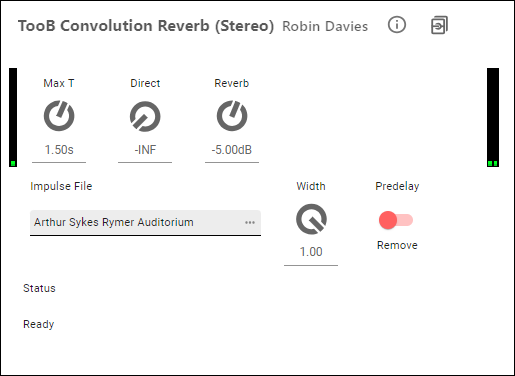 TooB Convolution Reverb (Stereo) Robin Davies
Max T Direct Reverb
1.50s -INF -5.00dB
Impulse File Width Predelay
Arthur Sykes Rymer Auditorium ...
1.00 Remove
Status
Ready